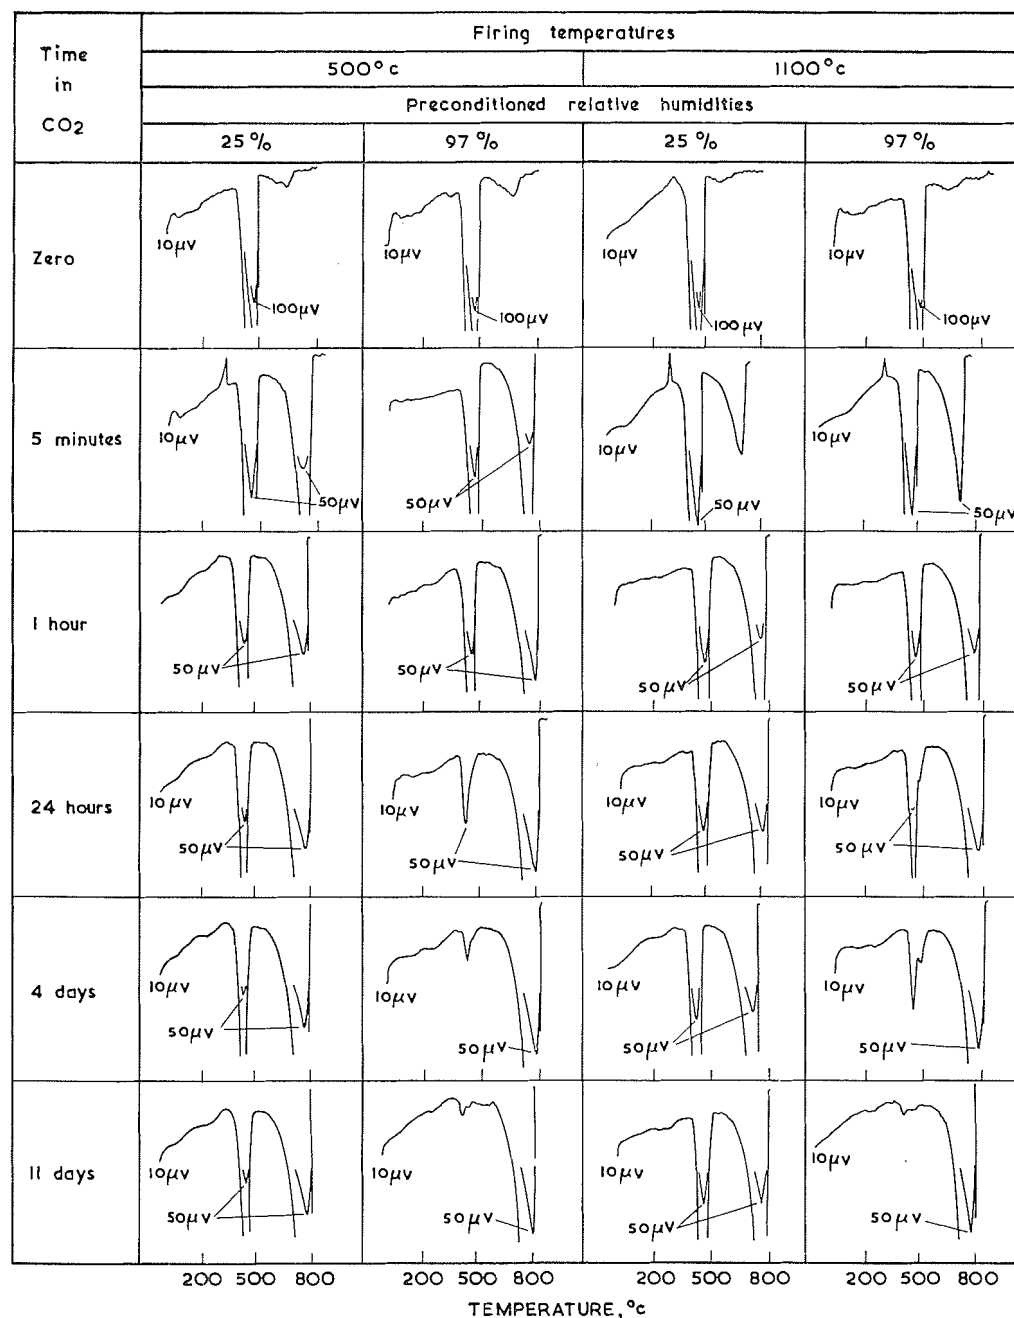 Time in CO2
Firing temperatures
500°c 1100°c
Preconditioned relative humidities
25% 97% 25% 97%
Zero
10μV 10μV 10μV 10μV
100μV 100μV 100μV 100μV
5 minutes
10μV 10μV 10μV
50μV 50μV 50μV 50μV
1 hour
50μV 50μV 50μV 50μV
24 hours
10μV 10μV 10μV 10μV
50μV 50μV 50μV 50μV
4 days
10μV 10μV 10μV 10μV
50μV 50μV 50μV 50μV
11 days
10μV 10μV 10μV 10μV
50μV 50μV 50μV 50μV
200 500 800 200 500 800 200 500 800 200 500 800
TEMPERATURE, °c